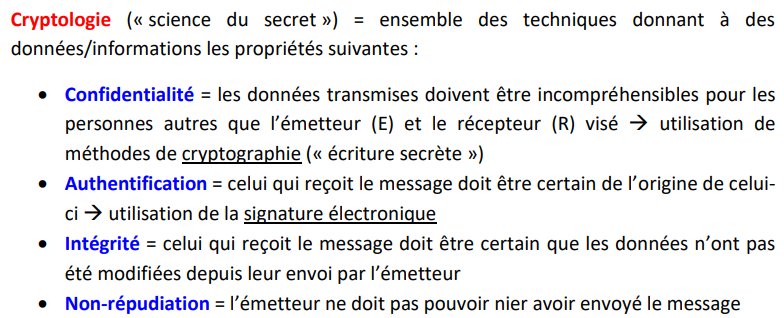 Cryptologie (« science du secret ») = ensemble des techniques donnant à des
données/informations les propriétés suivantes :
• Confidentialité = les données transmises doivent être incompréhensibles pour les
personnes autres que l'émetteur (E) et le récepteur (R) visé → utilisation de
méthodes de cryptographie (« écriture secrète »)
• Authentification = celui qui reçoit le message doit être certain de l'origine de celui-
ci → utilisation de la signature électronique
• Intégrité = celui qui reçoit le message doit être certain que les données n'ont pas
été modifiées depuis leur envoi par l'émetteur
• Non-répudiation = l'émetteur ne doit pas pouvoir nier avoir envoyé le message